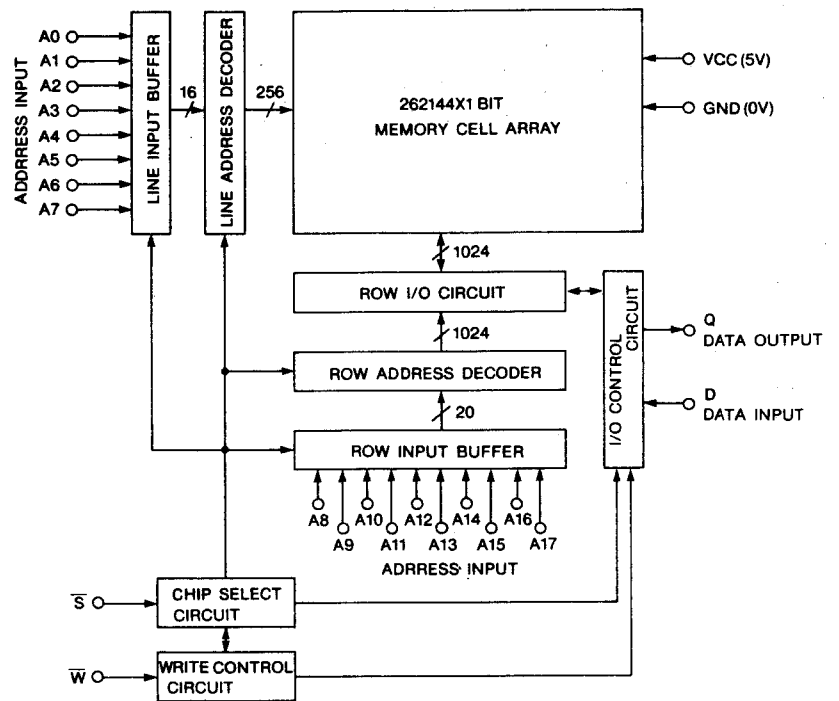 ADDRRESS INPUT
A0
A1
A2
A3
A4
A5
A6
A7
LINE INPUT BUFFER
16
LINE ADDRESS DECODER
256
262144X1 BIT
MEMORY CELL ARRAY
VCC (5V)
GND (0V)
1024
ROW I/O CIRCUIT
1024
ROW ADDRESS DECODER
20
ROW INPUT BUFFER
I/O CONTROL
CIRCUIT
Q
DATA OUTPUT
D
DATA INPUT
A8
A9
A10
A11
A12
A13
A14
A15
A16
A17
ADRRESS INPUT
S̅
CHIP SELECT
CIRCUIT
W̅
WRITE CONTROL
CIRCUIT